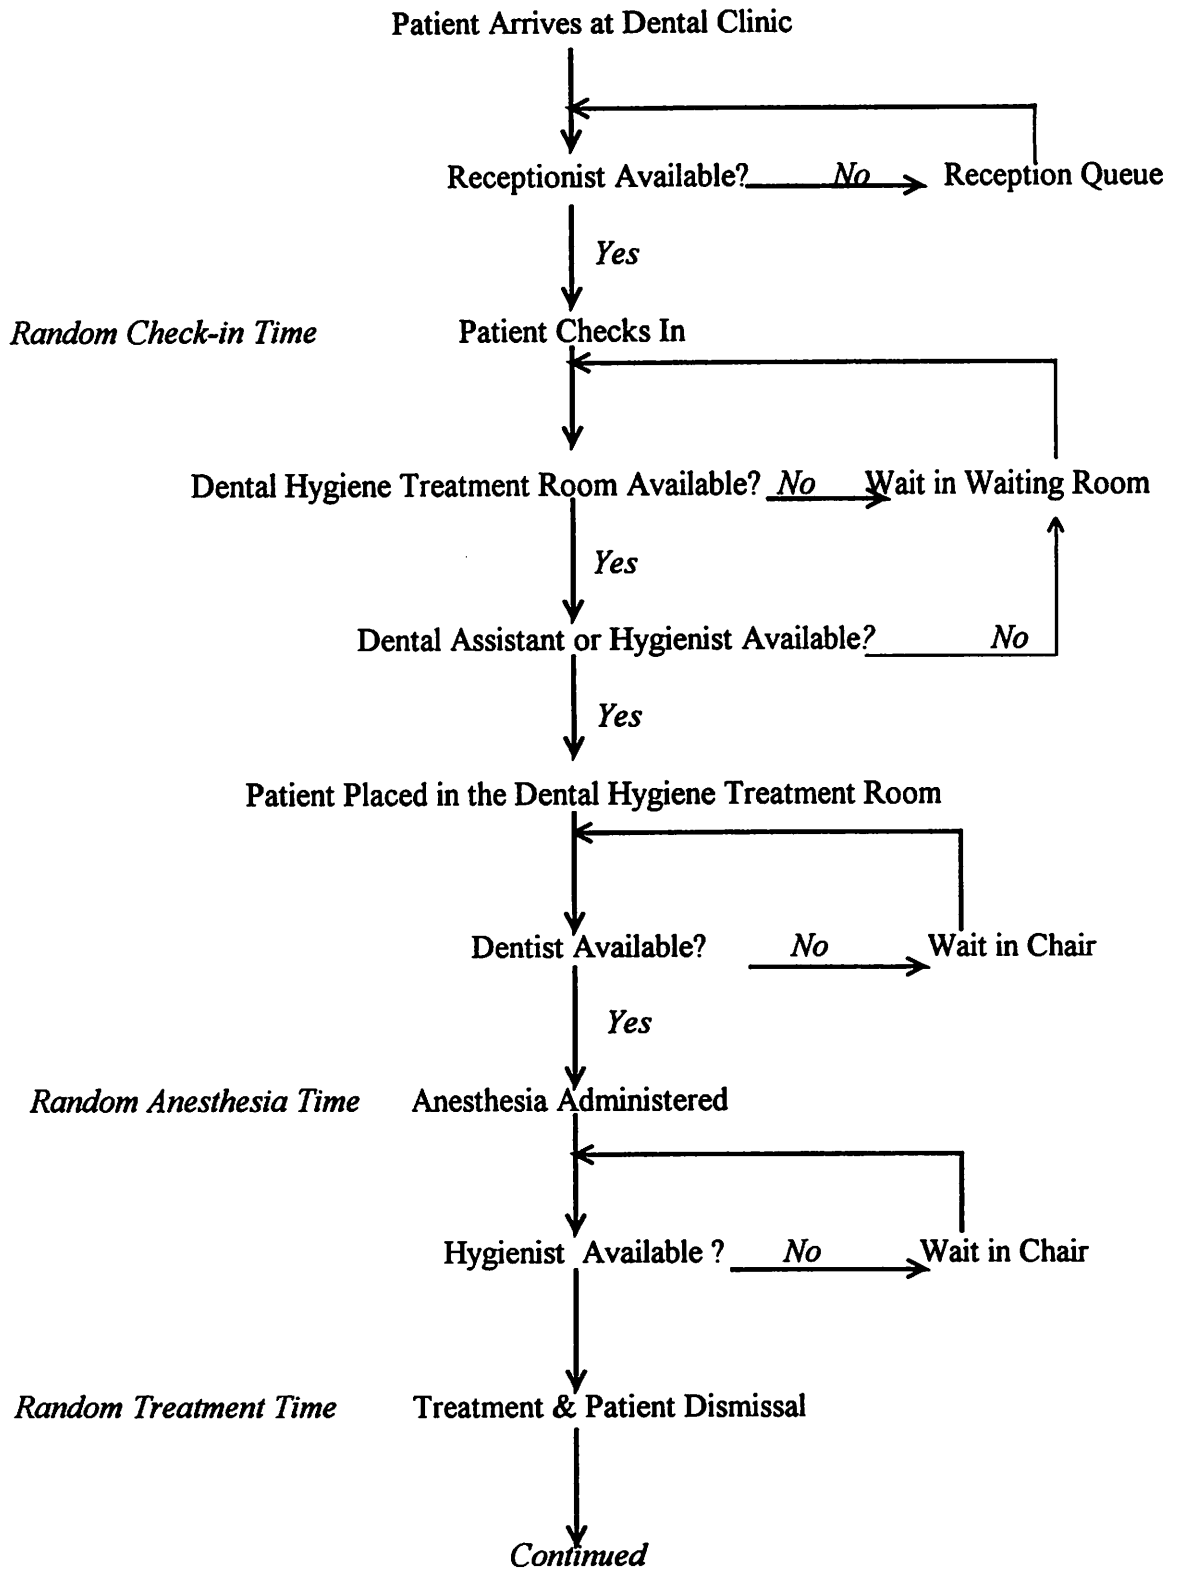 Patient Arrives at Dental Clinic
Receptionist Available? No Reception Queue
Yes
Random Check-in Time Patient Checks In
Dental Hygiene Treatment Room Available? No Wait in Waiting Room
Yes
Dental Assistant or Hygienist Available? No
Yes
Patient Placed in the Dental Hygiene Treatment Room
Dentist Available? No Wait in Chair
Yes
Random Anesthesia Time Anesthesia Administered
Hygienist Available ? No Wait in Chair
Random Treatment Time Treatment & Patient Dismissal
Continued